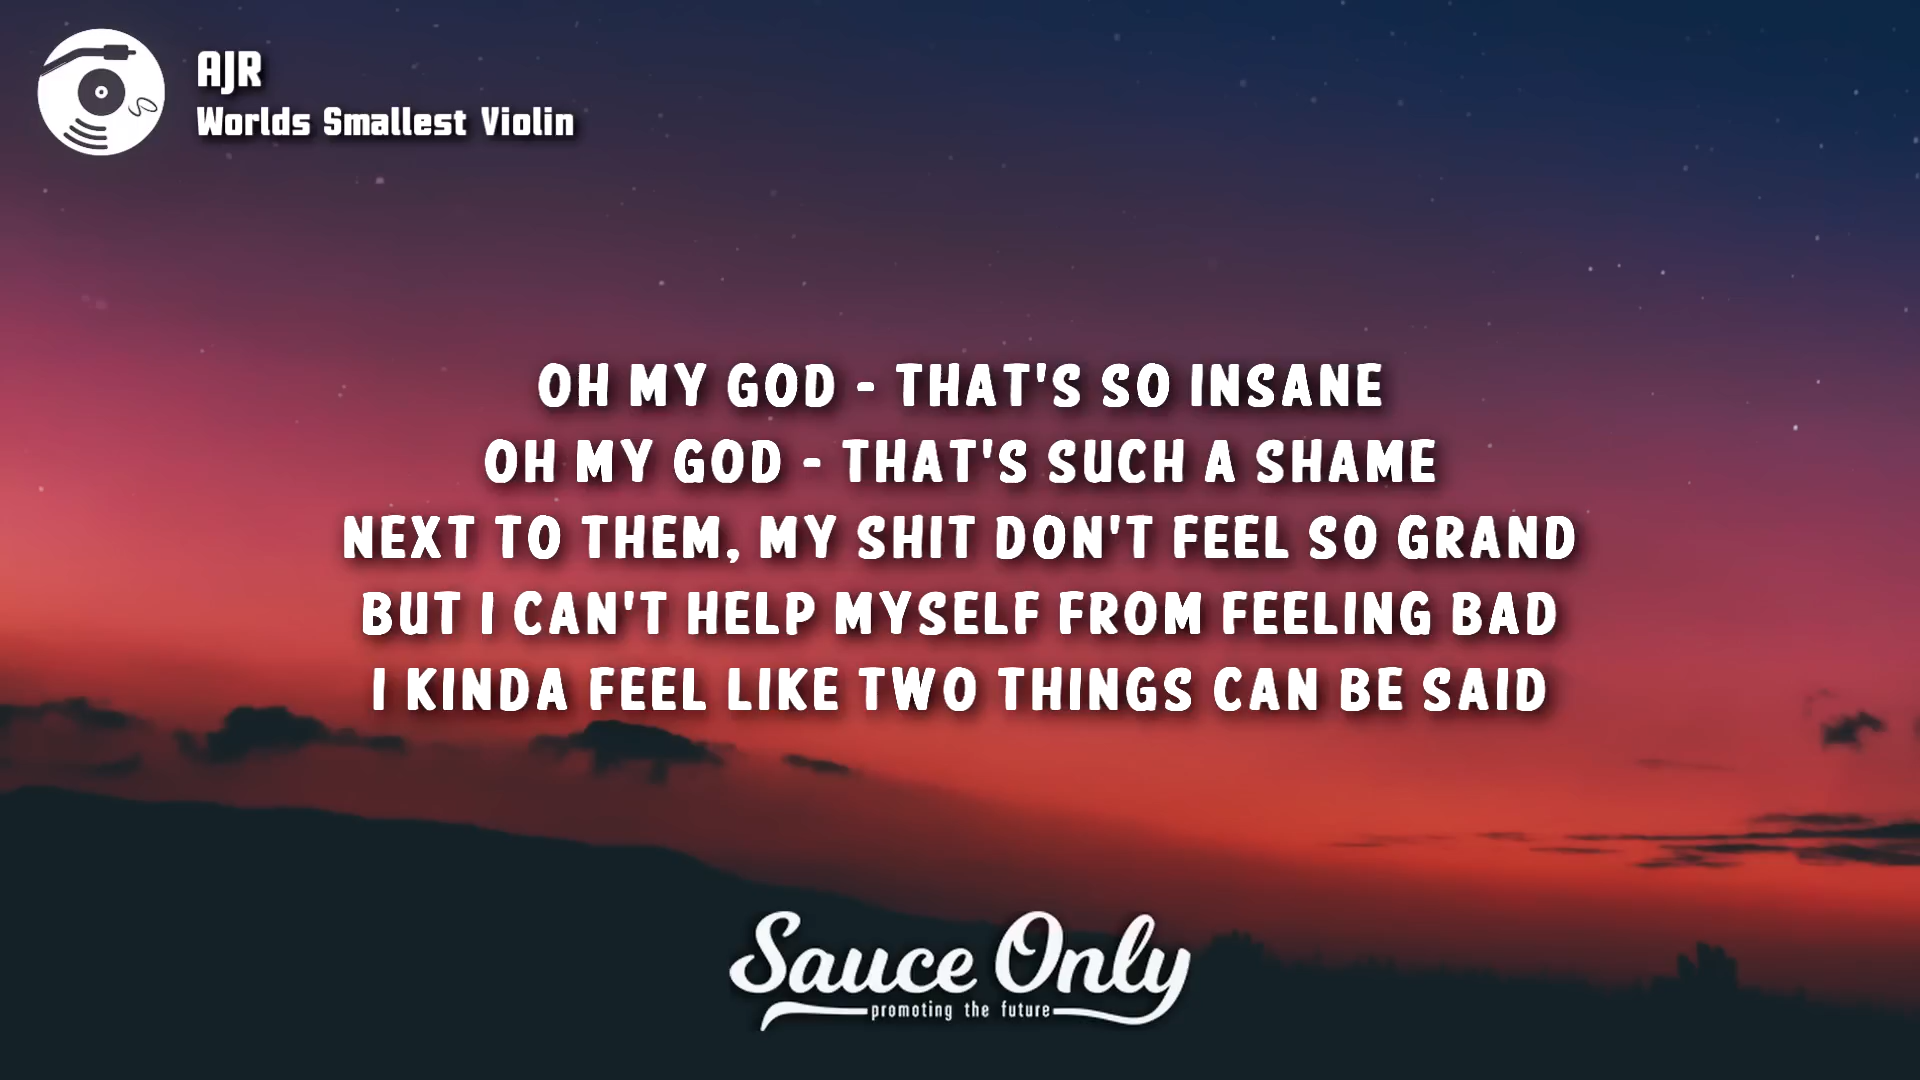 AJR
Worlds Smallest Violin
OH MY GOD - THAT'S SO INSANE
OH MY GOD - THAT'S SUCH A SHAME
NEXT TO THEM, MY SHIT DON'T FEEL SO GRAND
BUT I CAN'T HELP MYSELF FROM FEELING BAD
I KINDA FEEL LIKE TWO THINGS CAN BE SAID
Sauce Only
promoting the future